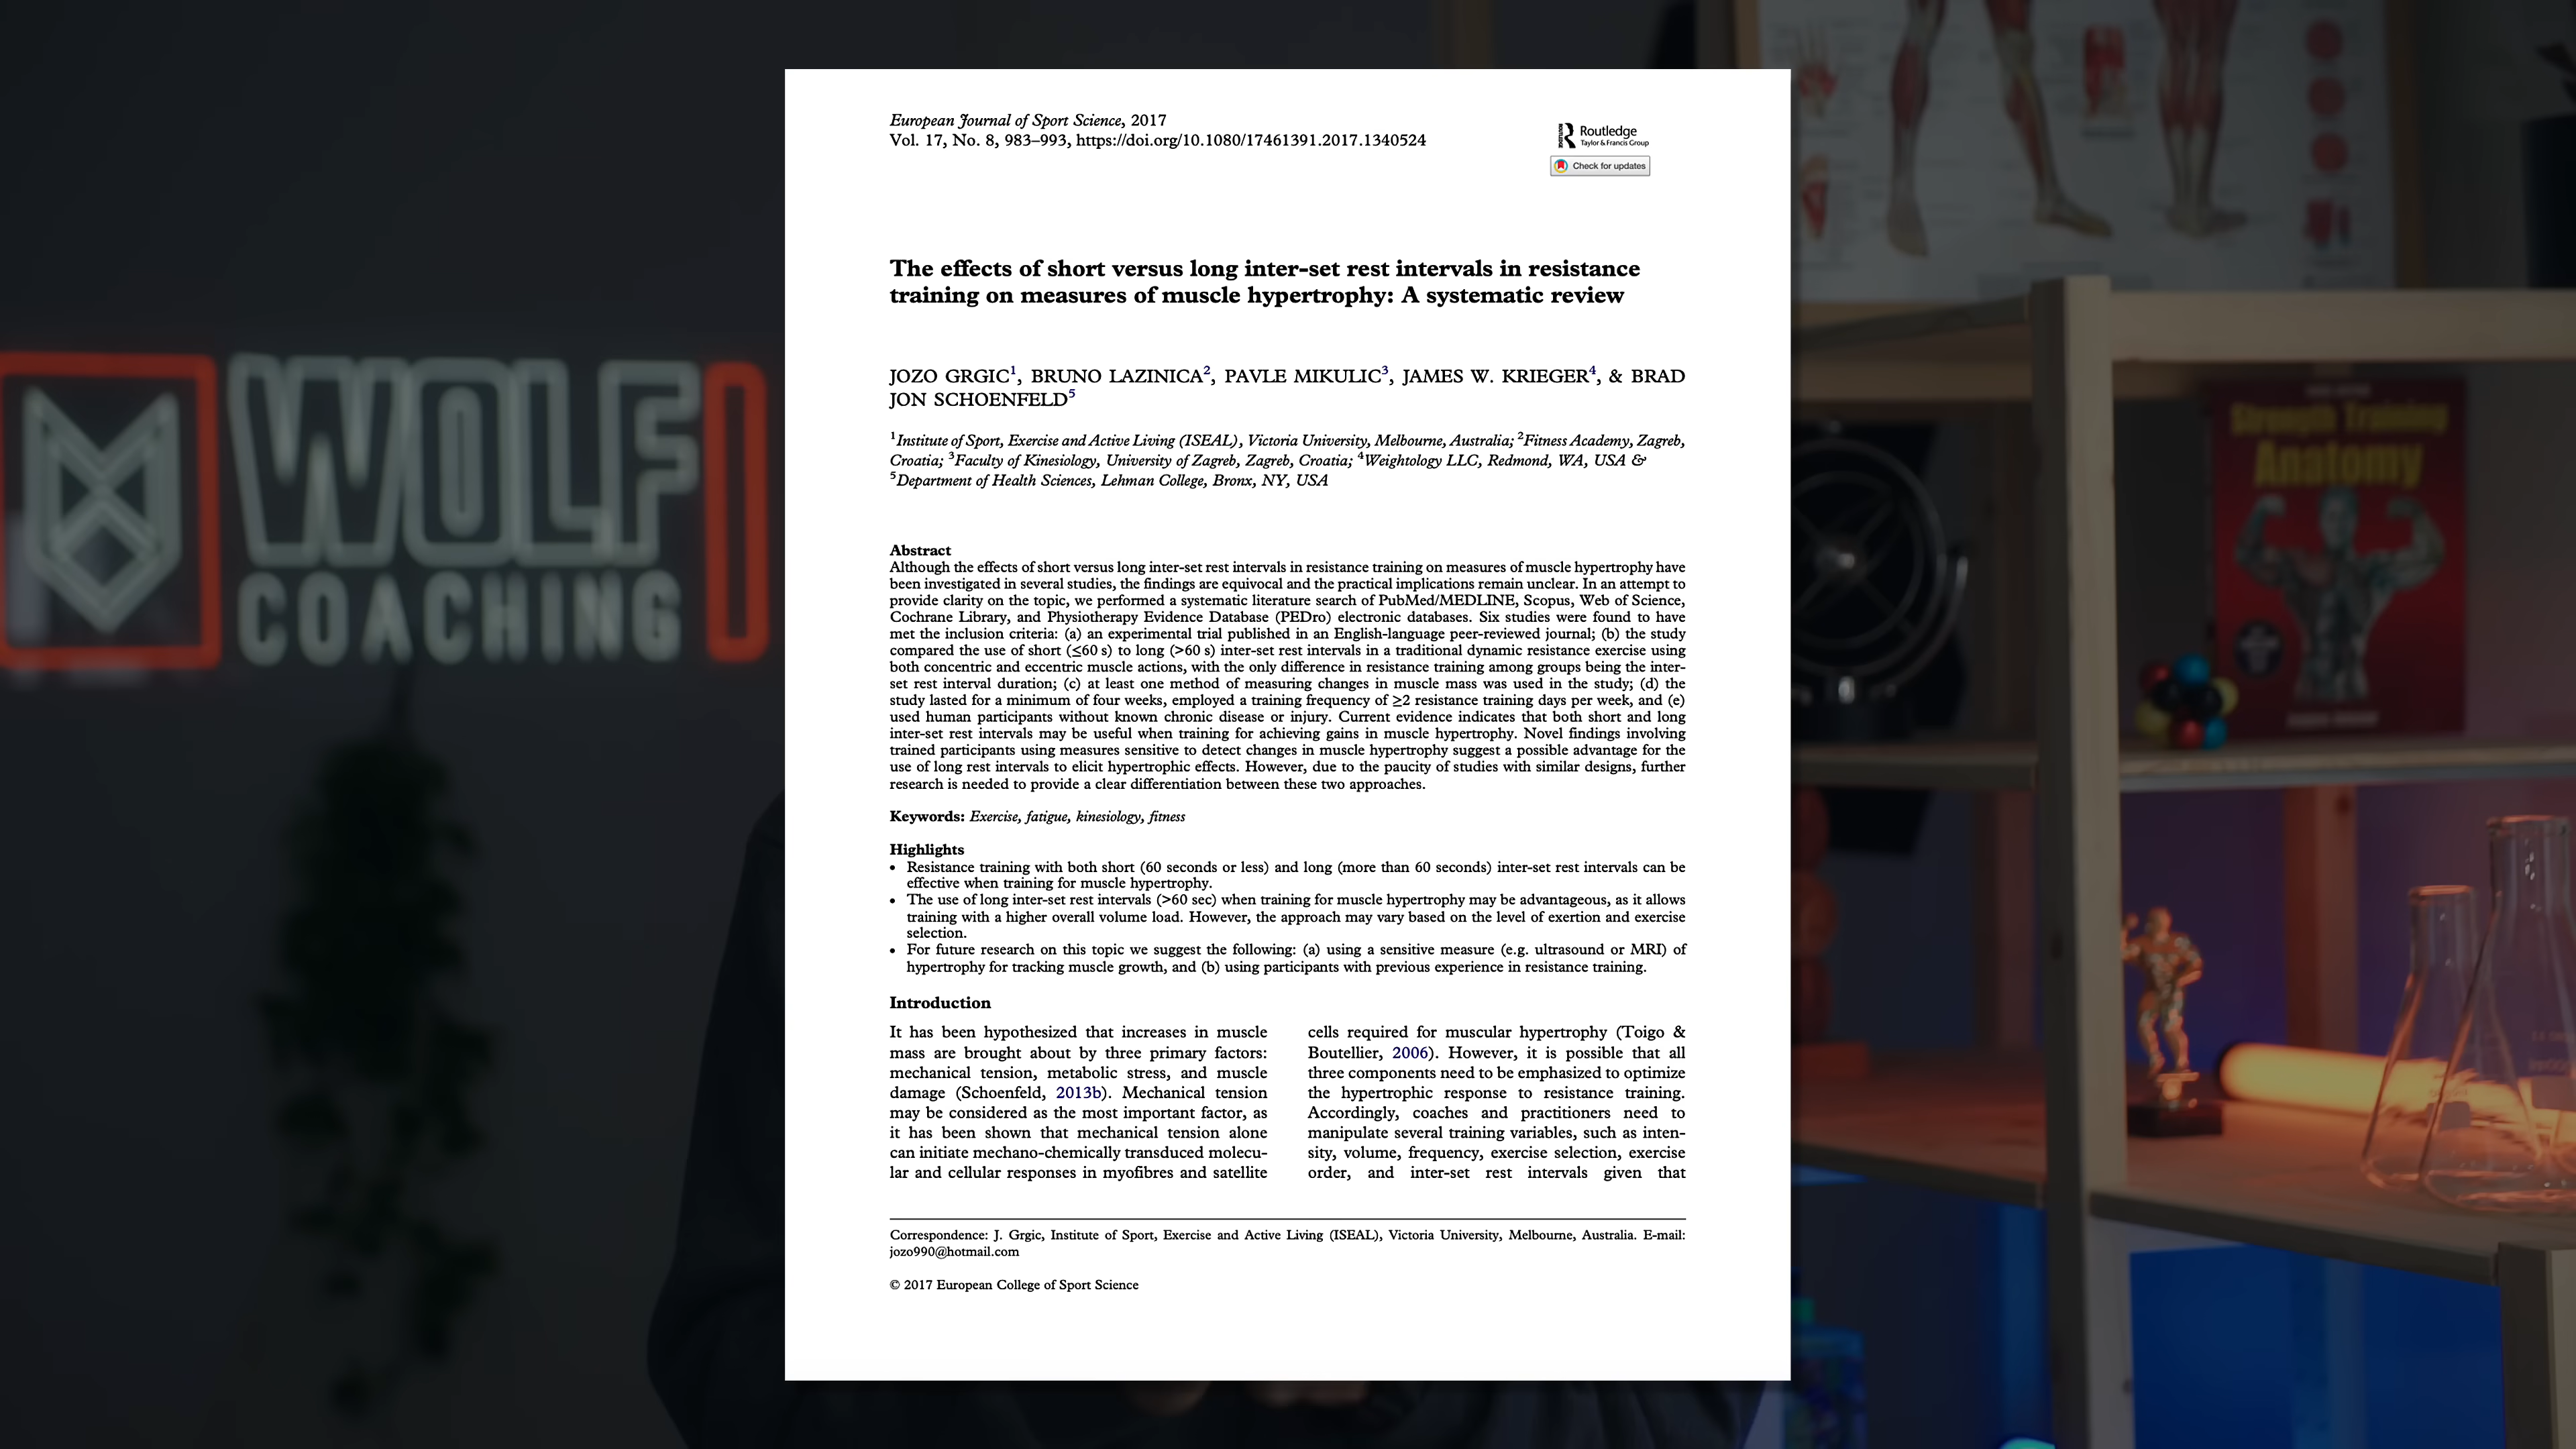 WOLF
COACHING
Strength Training
Anatomy
European Journal of Sport Science, 2017
Vol. 17, No. 8, 983–993, https://doi.org/10.1080/17461391.2017.1340524
Routledge
Taylor & Francis Group
Check for updates
The effects of short versus long inter-set rest intervals in resistance
training on measures of muscle hypertrophy: A systematic review
JOZO GRGIC1, BRUNO LAZINICA2, PAVLE MIKULIC3, JAMES W. KRIEGER4, & BRAD
JON SCHOENFELD5
1Institute of Sport, Exercise and Active Living (ISEAL), Victoria University, Melbourne, Australia; 2Fitness Academy, Zagreb,
Croatia; 3Faculty of Kinesiology, University of Zagreb, Zagreb, Croatia; 4Weightology LLC, Redmond, WA, USA &
5Department of Health Sciences, Lehman College, Bronx, NY, USA
Abstract
Although the effects of short versus long inter-set rest intervals in resistance training on measures of muscle hypertrophy have
been investigated in several studies, the findings are equivocal and the practical implications remain unclear. In an attempt to
provide clarity on the topic, we performed a systematic literature search of PubMed/MEDLINE, Scopus, Web of Science,
Cochrane Library, and Physiotherapy Evidence Database (PEDro) electronic databases. Six studies were found to have
met the inclusion criteria: (a) an experimental trial published in an English-language peer-reviewed journal; (b) the study
compared the use of short (≤60 s) to long (>60 s) inter-set rest intervals in a traditional dynamic resistance exercise using
both concentric and eccentric muscle actions, with the only difference in resistance training among groups being the inter-
set rest interval duration; (c) at least one method of measuring changes in muscle mass was used in the study; (d) the
study lasted for a minimum of four weeks, employed a training frequency of ≥2 resistance training days per week, and (e)
used human participants without known chronic disease or injury. Current evidence indicates that both short and long
inter-set rest intervals may be useful when training for achieving gains in muscle hypertrophy. Novel findings involving
trained participants using measures sensitive to detect changes in muscle hypertrophy suggest a possible advantage for the
use of long rest intervals to elicit hypertrophic effects. However, due to the paucity of studies with similar designs, further
research is needed to provide a clear differentiation between these two approaches.
Keywords: Exercise, fatigue, kinesiology, fitness
Highlights
• Resistance training with both short (60 seconds or less) and long (more than 60 seconds) inter-set rest intervals can be
effective when training for muscle hypertrophy.
• The use of long inter-set rest intervals (>60 sec) when training for muscle hypertrophy may be advantageous, as it allows
training with a higher overall volume load. However, the approach may vary based on the level of exertion and exercise
selection.
• For future research on this topic we suggest the following: (a) using a sensitive measure (e.g. ultrasound or MRI) of
hypertrophy for tracking muscle growth, and (b) using participants with previous experience in resistance training.
Introduction
It has been hypothesized that increases in muscle
mass are brought about by three primary factors:
mechanical tension, metabolic stress, and muscle
damage (Schoenfeld, 2013b). Mechanical tension
may be considered as the most important factor, as
it has been shown that mechanical tension alone
can initiate mechano-chemically transduced molecu-
lar and cellular responses in myofibres and satellite
cells required for muscular hypertrophy (Toigo &
Boutellier, 2006). However, it is possible that all
three components need to be emphasized to optimize
the hypertrophic response to resistance training.
Accordingly, coaches and practitioners need to
manipulate several training variables, such as inten-
sity, volume, frequency, exercise selection, exercise
order, and inter-set rest intervals given that
Correspondence: J. Grgic, Institute of Sport, Exercise and Active Living (ISEAL), Victoria University, Melbourne, Australia. E-mail:
jozo990@hotmail.com
© 2017 European College of Sport Science